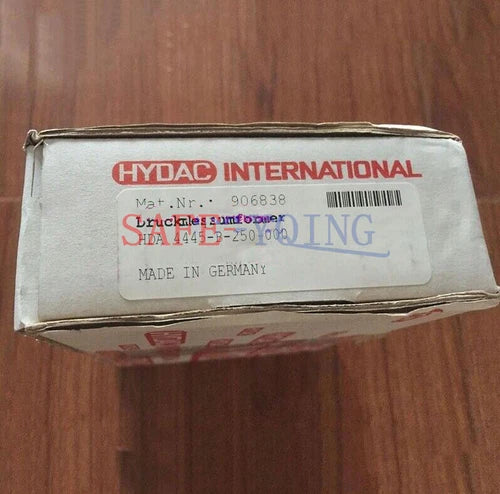 HYDAC INTERNATIONAL
Mat.Nr.: 906838
Druckmessumformer
HDA 4445-B-250-000
SAFE-YOING
MADE IN GERMANY